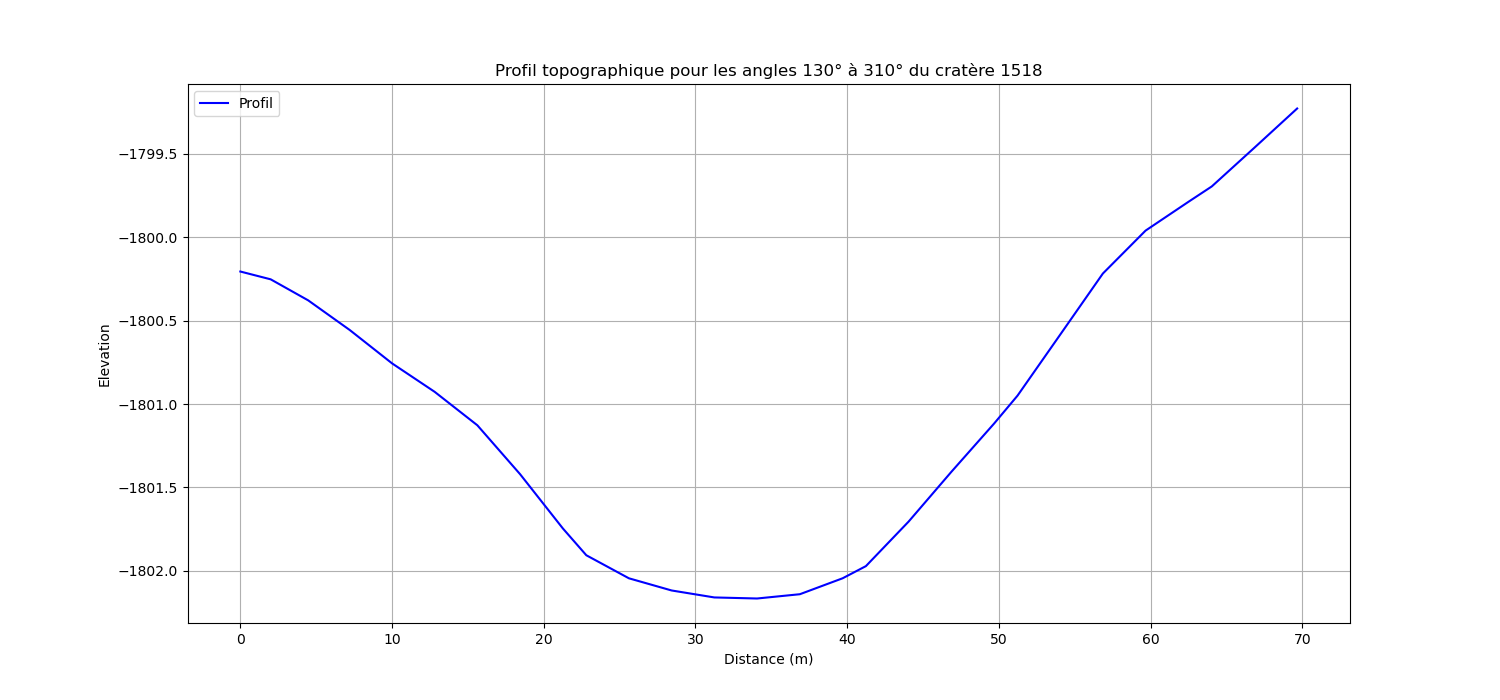 Profil topographique pour les angles 130° à 310° du cratère 1518
Profil
−1799.5
−1800.0
−1800.5
−1801.0
−1801.5
−1802.0
Elevation
0 10 20 30 40 50 60 70
Distance (m)